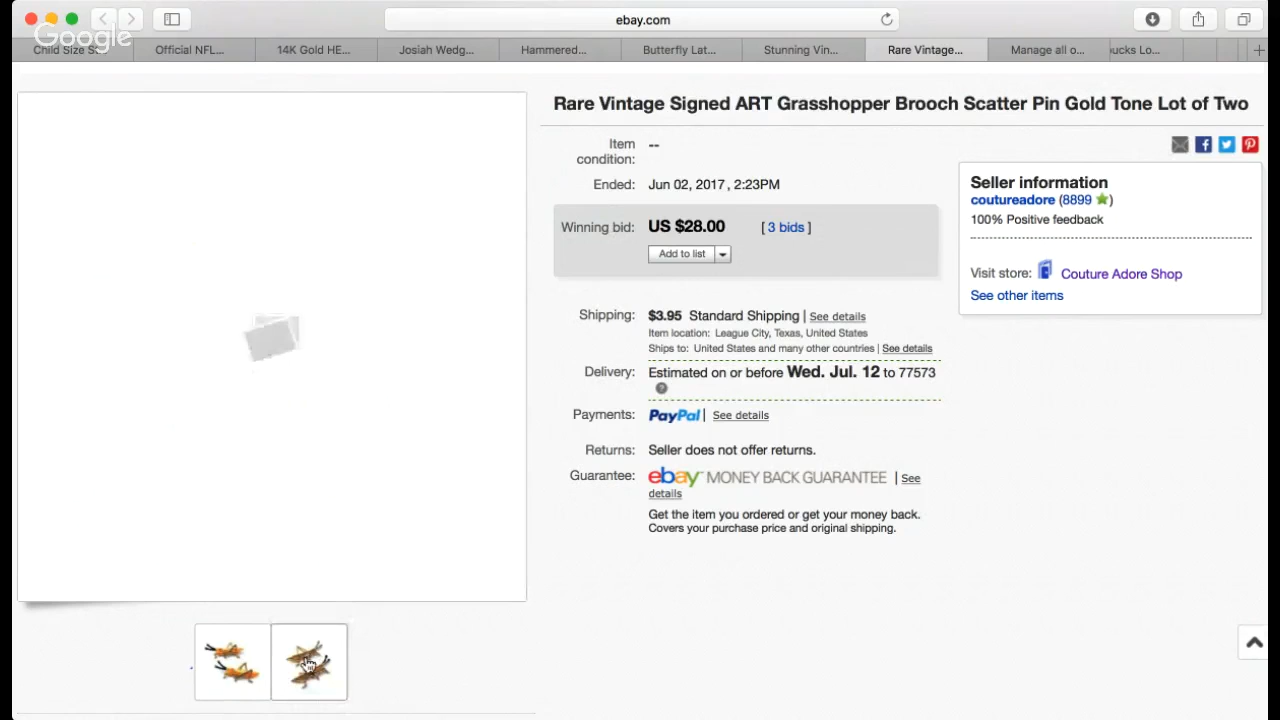 Google
ebay.com
Child Size S...
Official NFL...
14K Gold HE...
Josiah Wedg...
Hammered...
Butterfly Lat...
Stunning Vin...
Rare Vintage...
Manage all o...
ucks Lo...
Rare Vintage Signed ART Grasshopper Brooch Scatter Pin Gold Tone Lot of Two
Item condition: --
Ended: Jun 02, 2017, 2:23PM
Winning bid: US $28.00 [ 3 bids ]
Add to list
Shipping: $3.95 Standard Shipping | See details
Item location: League City, Texas, United States
Ships to: United States and many other countries | See details
Delivery: Estimated on or before Wed. Jul. 12 to 77573
?
Payments: PayPal | See details
Returns: Seller does not offer returns.
Guarantee: ebay MONEY BACK GUARANTEE | See
details
Get the item you ordered or get your money back.
Covers your purchase price and original shipping.
Seller information
coutureadore (8899)
100% Positive feedback
Visit store: Couture Adore Shop
See other items